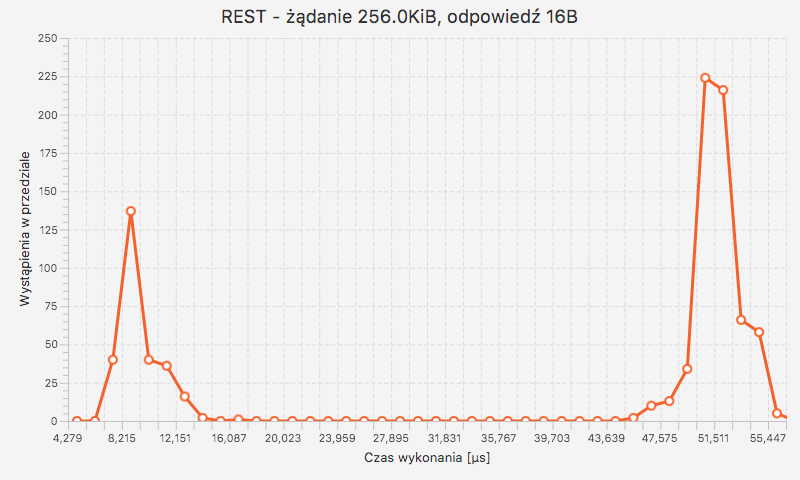 REST - żądanie 256.0KiB, odpowiedź 16B
Wystąpienia w przedziale
250
225
200
175
150
125
100
75
50
25
0
4,279 8,215 12,151 16,087 20,023 23,959 27,895 31,831 35,767 39,703 43,639 47,575 51,511 55,447
Czas wykonania [µs]